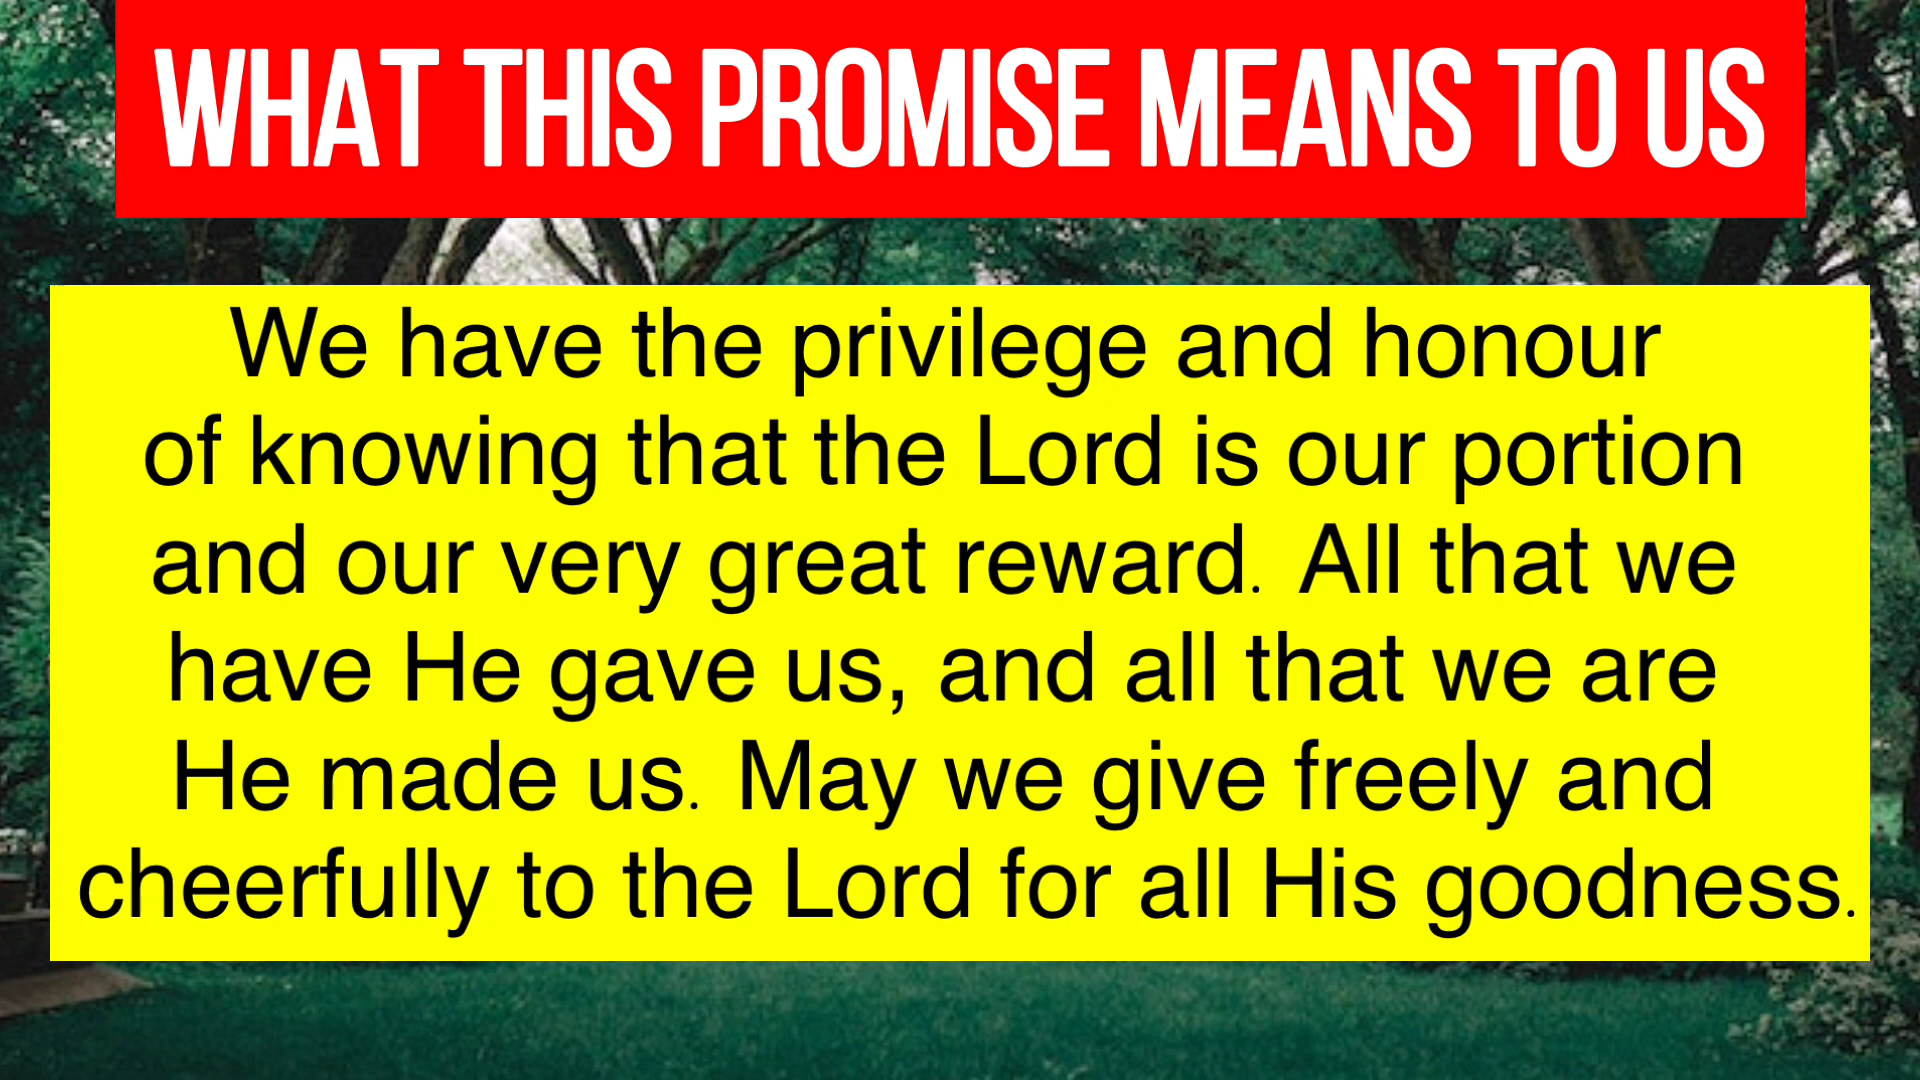 WHAT THIS PROMISE MEANS TO US
We have the privilege and honour
of knowing that the Lord is our portion
and our very great reward. All that we
have He gave us, and all that we are
He made us. May we give freely and
cheerfully to the Lord for all His goodness.